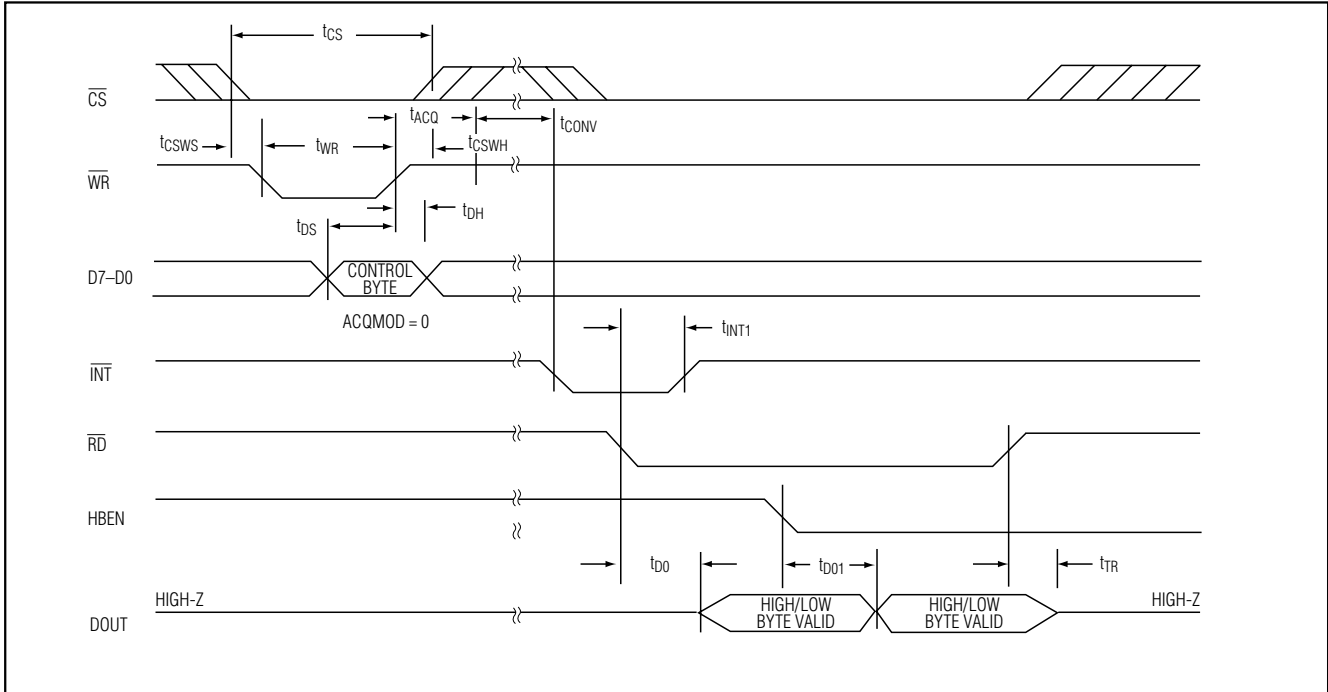 tCS
CS
tACQ
tCONV
tCSWS
tWR
tCSWH
WR
tDH
tDS
D7–D0
CONTROL
BYTE
ACQMOD = 0
tINT1
INT
RD
HBEN
tD0
tD01
tTR
HIGH-Z
HIGH/LOW
BYTE VALID
HIGH/LOW
BYTE VALID
HIGH-Z
DOUT